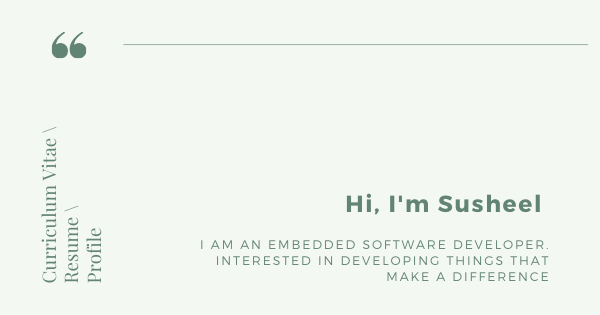 ❝
Curriculum Vitae \
Resume \
Profile
Hi, I'm Susheel
I AM AN EMBEDDED SOFTWARE DEVELOPER.
INTERESTED IN DEVELOPING THINGS THAT
MAKE A DIFFERENCE